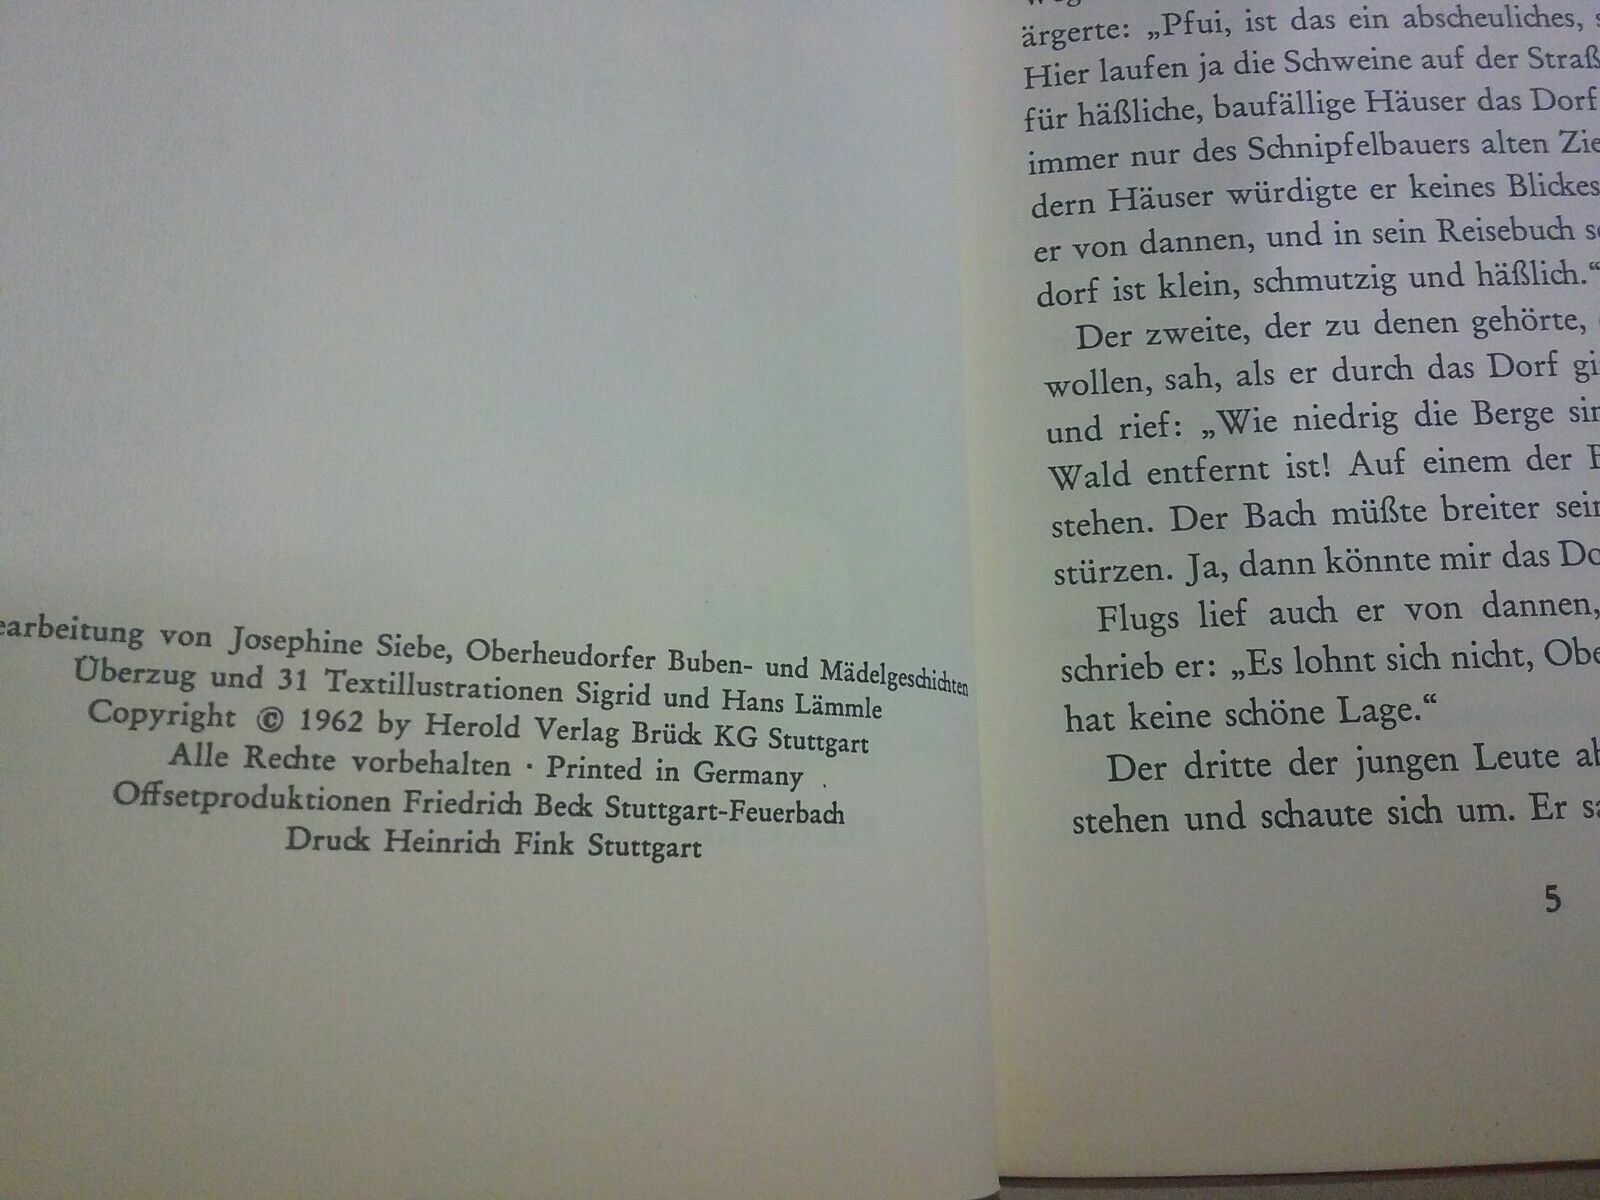 earbeitung von Josephine Siebe, Oberheudorfer Buben- und Mädelgeschichten
Überzug und 31 Textillustrationen Sigrid und Hans Lämmle
Copyright © 1962 by Herold Verlag Brück KG Stuttgart
Alle Rechte vorbehalten · Printed in Germany
Offsetproduktionen Friedrich Beck Stuttgart-Feuerbach
Druck Heinrich Fink Stuttgart
ärgerte: „Pfui, ist das ein abscheuliches,
Hier laufen ja die Schweine auf der Straß
für häßliche, baufällige Häuser das Dorf
immer nur des Schnipfelbauers alten Zie
dern Häuser würdigte er keines Blickes
er von dannen, und in sein Reisebuch
dorf ist klein, schmutzig und häßlich.“
Der zweite, der zu denen gehörte,
wollen, sah, als er durch das Dorf gi
und rief: „Wie niedrig die Berge sin
Wald entfernt ist! Auf einem der
stehen. Der Bach müßte breiter sein
stürzen. Ja, dann könnte mir das Do
Flugs lief auch er von dannen,
schrieb er: „Es lohnt sich nicht, Obe
hat keine schöne Lage.“
Der dritte der jungen Leute ab
stehen und schaute sich um. Er sa
5